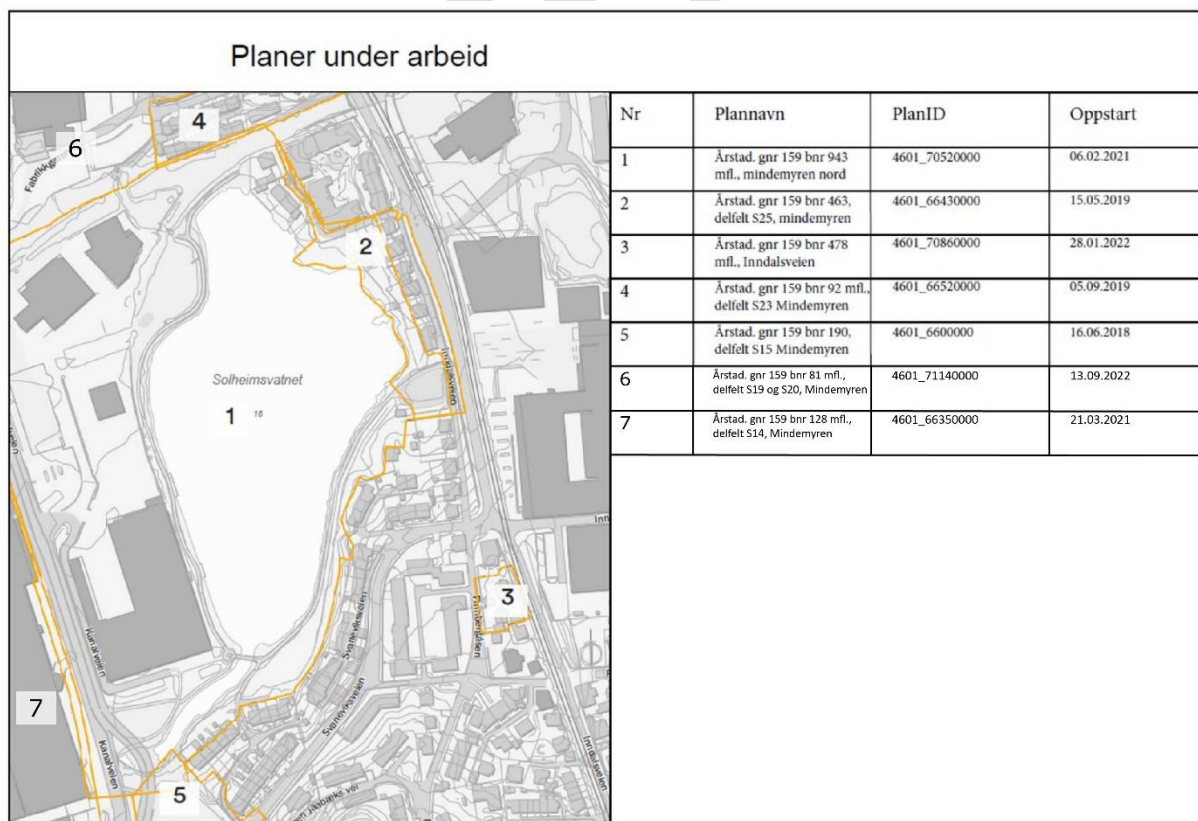 Planer under arbeid
4
6
2
Solheimsvatnet
1 16
Inndalsveien
Kanalveien
Svaneviksveien
3
7
Svaneviksveien
Kanalveien
5
Inndalsveien
Nr Plannavn PlanID Oppstart
1 Årstad. gnr 159 bnr 943 4601_70520000 06.02.2021
mfl., mindemyren nord
2 Årstad. gnr 159 bnr 463, 4601_66430000 15.05.2019
delfelt S25, mindemyren
3 Årstad. gnr 159 bnr 478 4601_70860000 28.01.2022
mfl., Inndalsveien
4 Årstad. gnr 159 bnr 92 mfl., 4601_66520000 05.09.2019
delfelt S23 Mindemyren
5 Årstad. gnr 159 bnr 190, 4601_6600000 16.06.2018
delfelt S15 Mindemyren
6 Årstad. gnr 159 bnr 81 mfl., 4601_71140000 13.09.2022
delfelt S19 og S20, Mindemyren
7 Årstad. gnr 159 bnr 128 mfl., 4601_66350000 21.03.2021
delfelt S14, Mindemyren